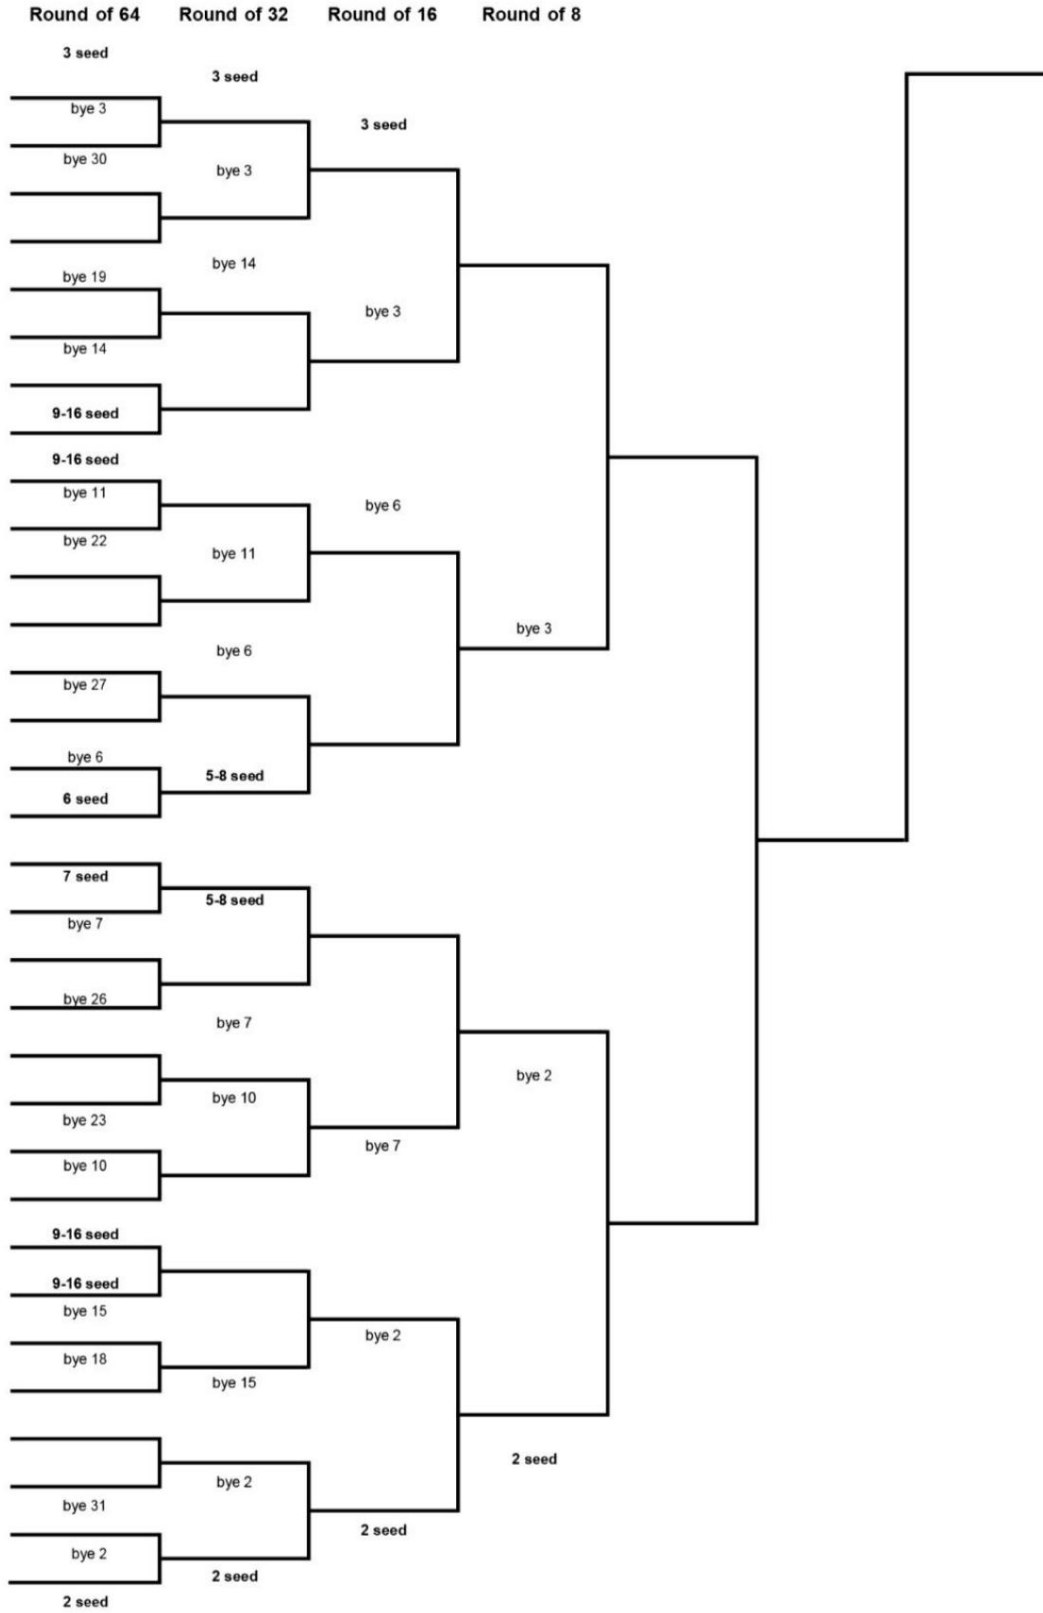 Round of 64 Round of 32 Round of 16 Round of 8
3 seed
3 seed
bye 3
3 seed
bye 30
bye 3
bye 14
bye 19
bye 3
bye 14
9-16 seed
9-16 seed
bye 11
bye 6
bye 22
bye 11
bye 3
bye 6
bye 27
bye 6
5-8 seed
6 seed
7 seed
5-8 seed
bye 7
bye 26
bye 7
bye 2
bye 10
bye 23
bye 7
bye 10
9-16 seed
9-16 seed
bye 15
bye 2
bye 18
bye 15
2 seed
bye 2
bye 31
2 seed
bye 2
2 seed
2 seed